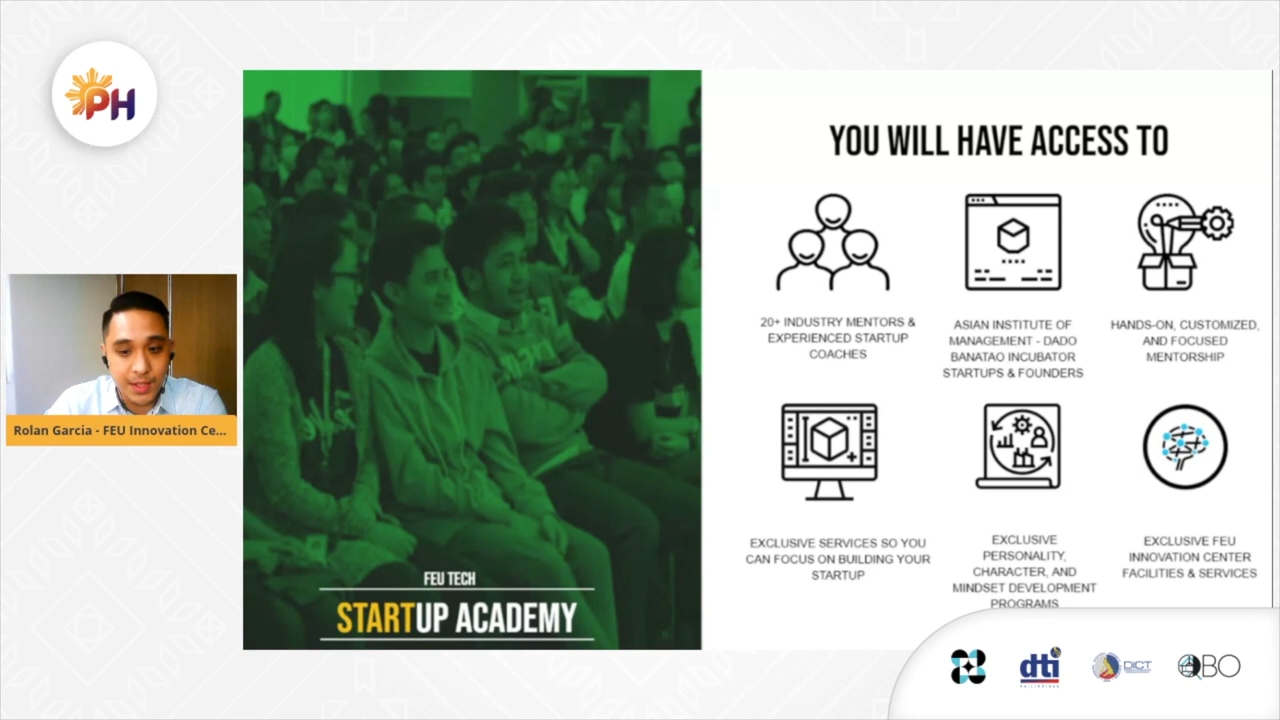 PH
YOU WILL HAVE ACCESS TO
20+ INDUSTRY MENTORS &
EXPERIENCED STARTUP
COACHES
ASIAN INSTITUTE OF
MANAGEMENT - DADO
BANATAO INCUBATOR
STARTUPS & FOUNDERS
HANDS-ON, CUSTOMIZED,
AND FOCUSED
MENTORSHIP
Rolan Garcia - FEU Innovation Ce...
EXCLUSIVE SERVICES SO YOU
CAN FOCUS ON BUILDING YOUR
STARTUP
EXCLUSIVE
PERSONALITY,
CHARACTER, AND
MINDSET DEVELOPMENT
PROGRAMS
EXCLUSIVE FEU
INNOVATION CENTER
FACILITIES & SERVICES
FEU TECH
STARTUP ACADEMY
dti
PHILIPPINES
DICT
QBO